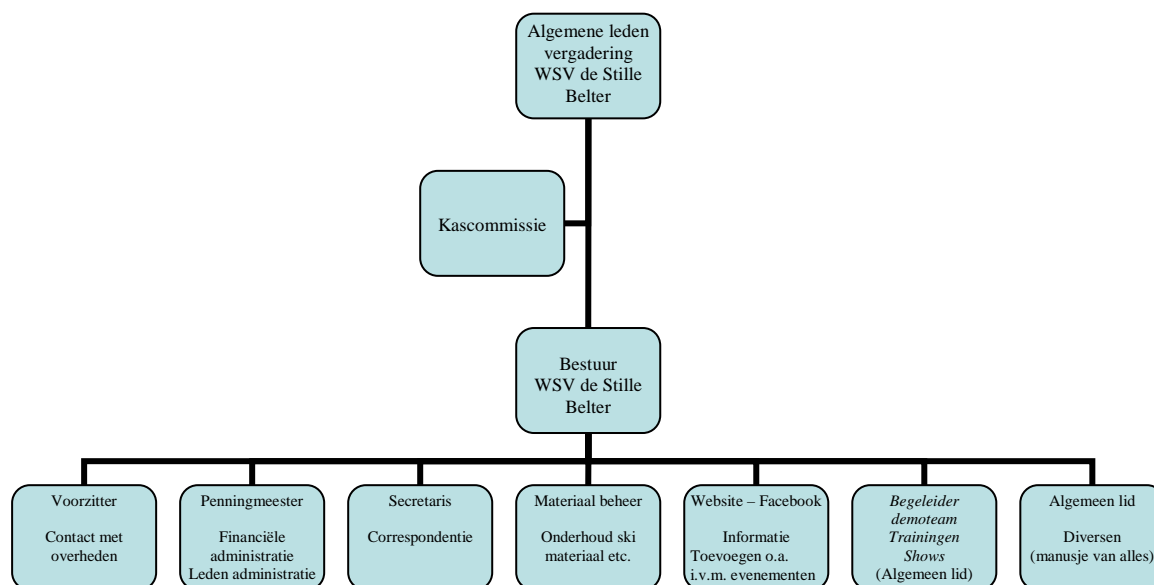 Algemene leden
vergadering
WSV de Stille
Belter
Kascommissie
Bestuur
WSV de Stille
Belter
Voorzitter
Contact met
overheden
Penningmeester
Financiële
administratie
Leden administratie
Secretaris
Correspondentie
Materiaal beheer
Onderhoud ski
materiaal etc.
Website – Facebook
Informatie
Toevoegen o.a.
i.v.m. evenementen
Begeleider
demoteam
Trainingen
Shows
(Algemeen lid)
Algemeen lid
Diversen
(manusje van alles)